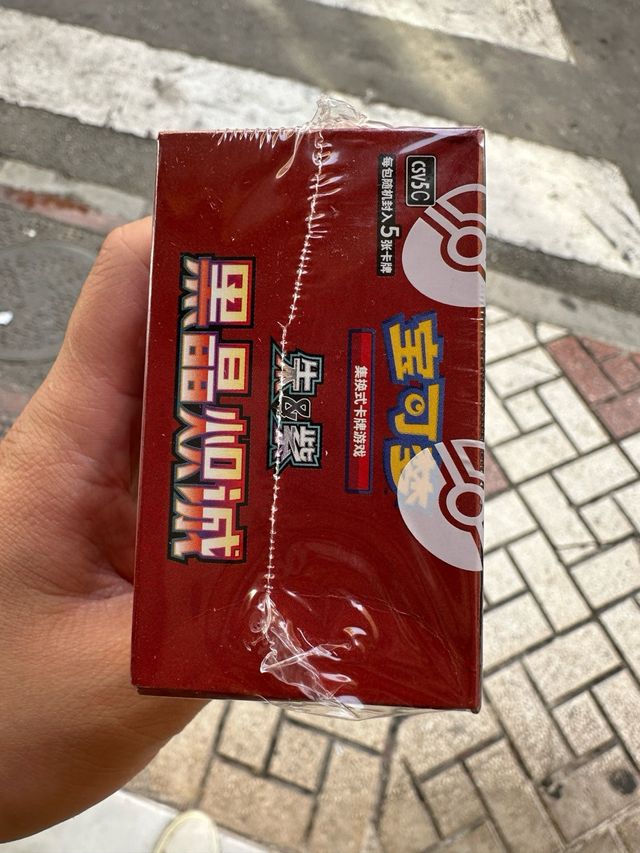 CSV5C
每包随机封入5张卡牌
宝可梦
集换式卡牌游戏
朱&紫
黑晶炽诚